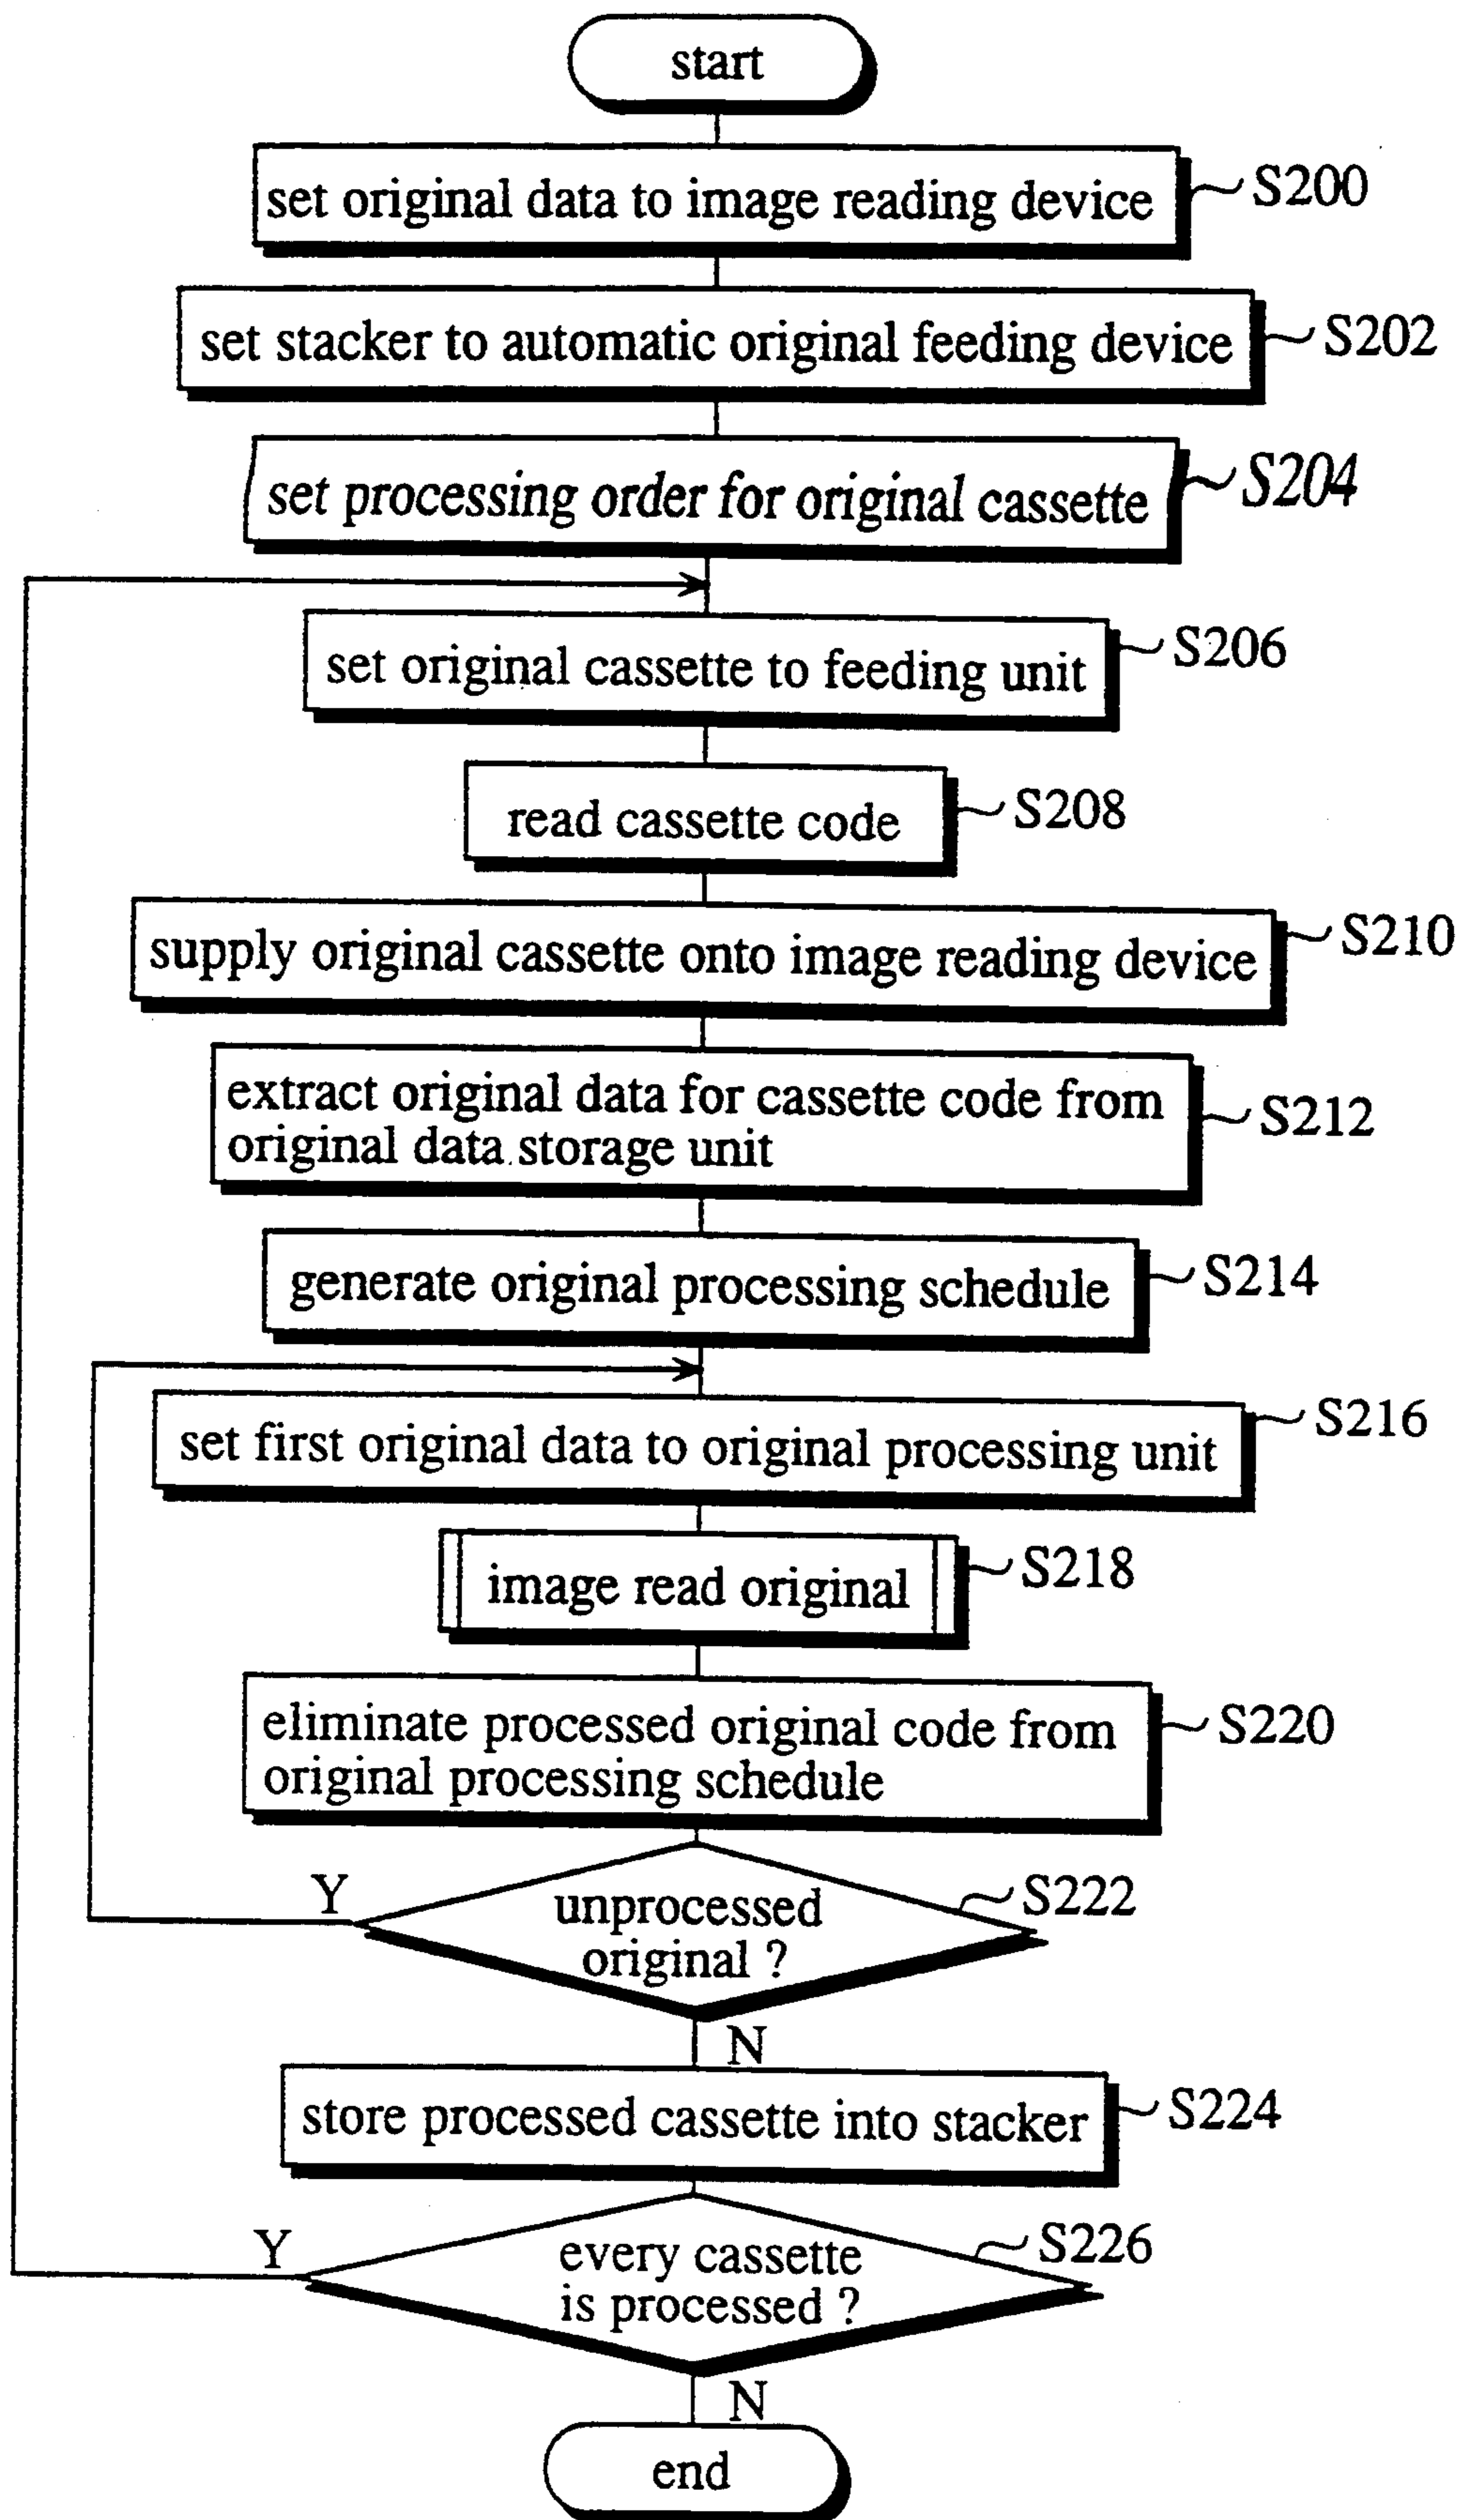 start
set original data to image reading device S200
set stacker to automatic original feeding device S202
set processing order for original cassette S204
set original cassette to feeding unit S206
read cassette code S208
supply original cassette onto image reading device S210
extract original data for cassette code from
original data storage unit S212
generate original processing schedule S214
set first original data to original processing unit S216
image read original S218
eliminate processed original code from
original processing schedule S220
Y
unprocessed
original ? S222
N
store processed cassette into stacker S224
Y
every cassette
is processed ? S226
N
end